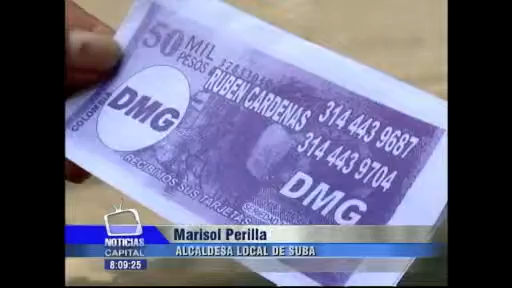 50 MIL
PESOS
COLOMBIA
DMG
RUBEN CARDENAS
314 443 9687
314 443 9704
DMG
RECIBIMOS SUS TARJETAS
Marisol Perilla
ALCALDESA LOCAL DE SUBA
NOTICIAS
CAPITAL
8:09:25